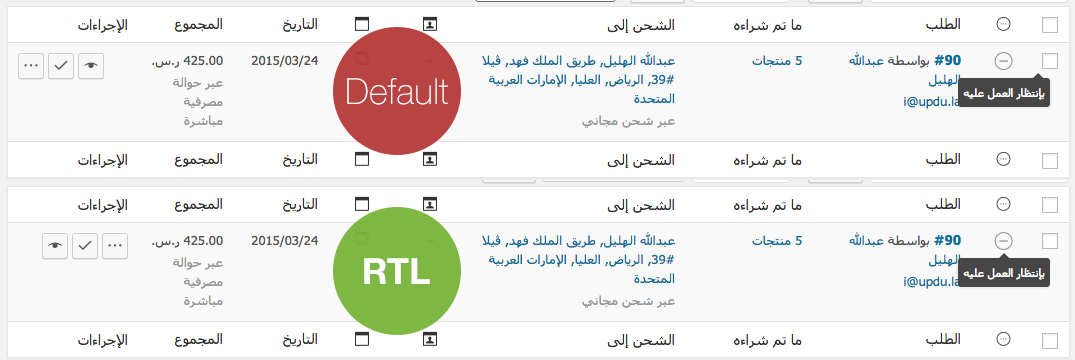 الطلب ما تم شراءه الشحن إلى التاريخ المجموع الإجراءات
#90 بواسطة عبدالله 5 منتجات عبدالله الهليل, طريق الملك فهد, ڤيلا 2015/03/24 425.00 ر.س.
الهليل #39, الرياض, العليا, الإمارات العربية عبر حوالة
i@updu.la المتحدة مصرفية
عبر شحن مجاني مباشرة
بإنتظار العمل عليه
Default
الطلب ما تم شراءه الشحن إلى التاريخ المجموع الإجراءات
الطلب ما تم شراءه الشحن إلى التاريخ المجموع الإجراءات
#90 بواسطة عبدالله 5 منتجات عبدالله الهليل, طريق الملك فهد, ڤيلا 2015/03/24 425.00 ر.س.
الهليل #39, الرياض, العليا, الإمارات العربية عبر حوالة
i@updu.la المتحدة مصرفية
عبر شحن مجاني مباشرة
بإنتظار العمل عليه
RTL
الطلب ما تم شراءه الشحن إلى التاريخ المجموع الإجراءات